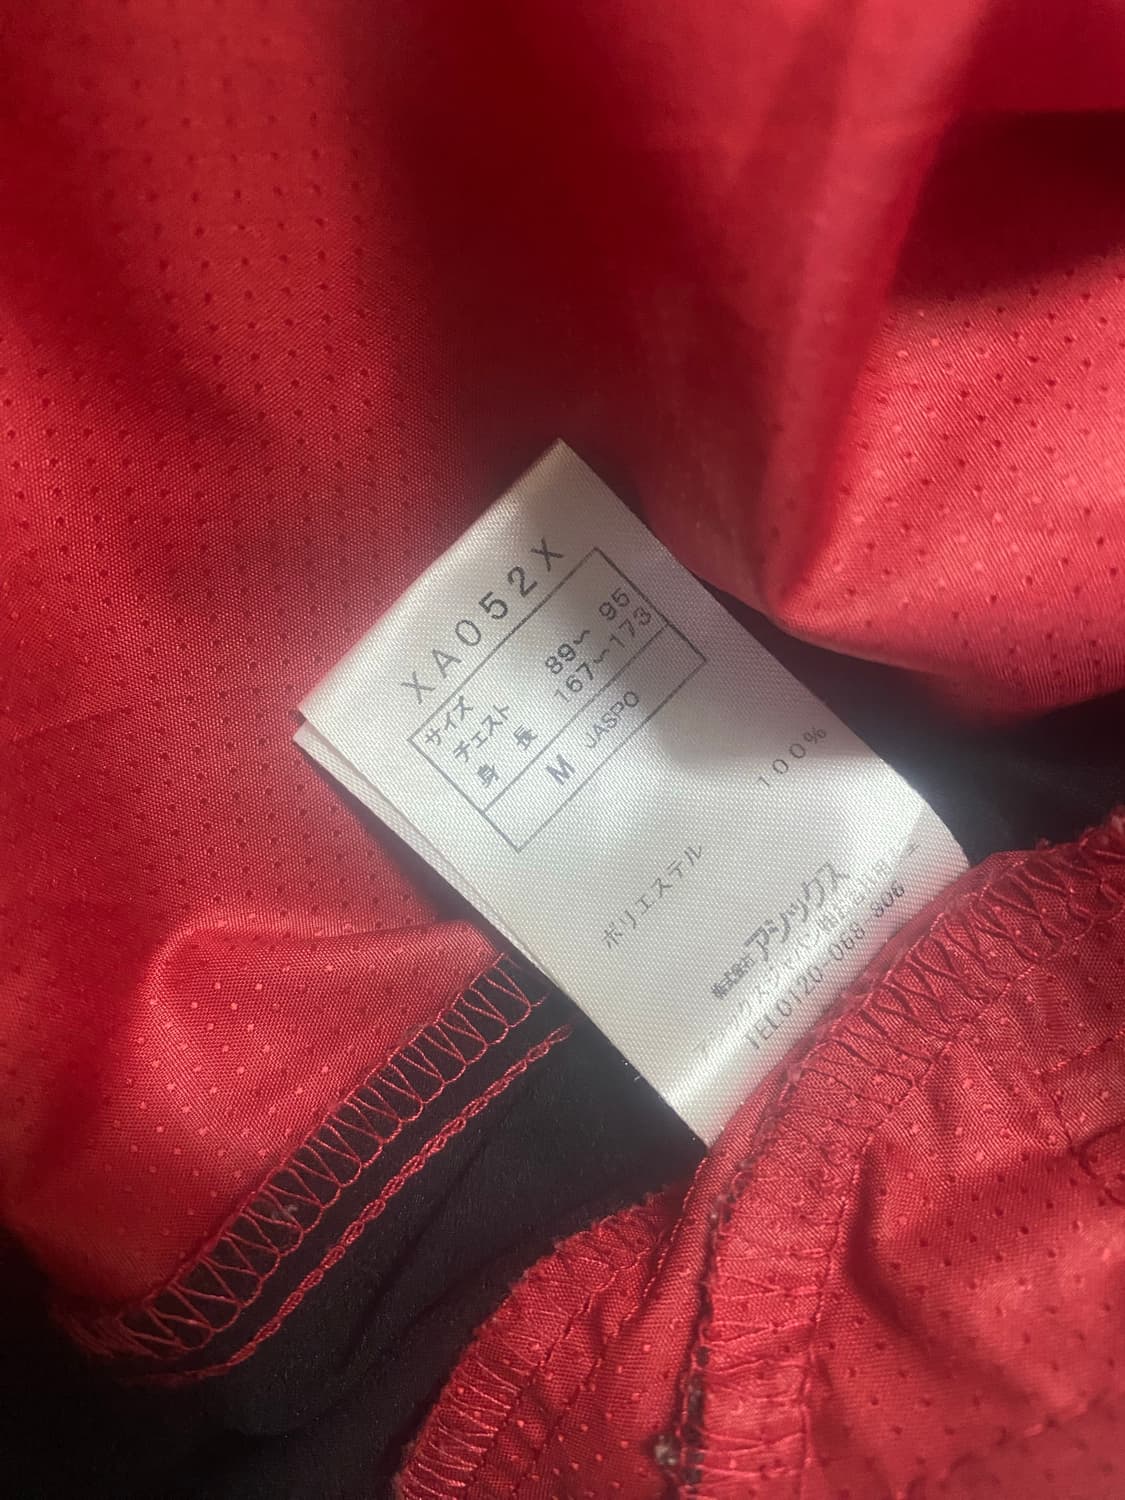 XA052X
サイズ
チェスト 89〜 95
身 長 167〜173
M JASPO
ポリエステル 100%
株式会社 アシックス
TEL0120-068-806